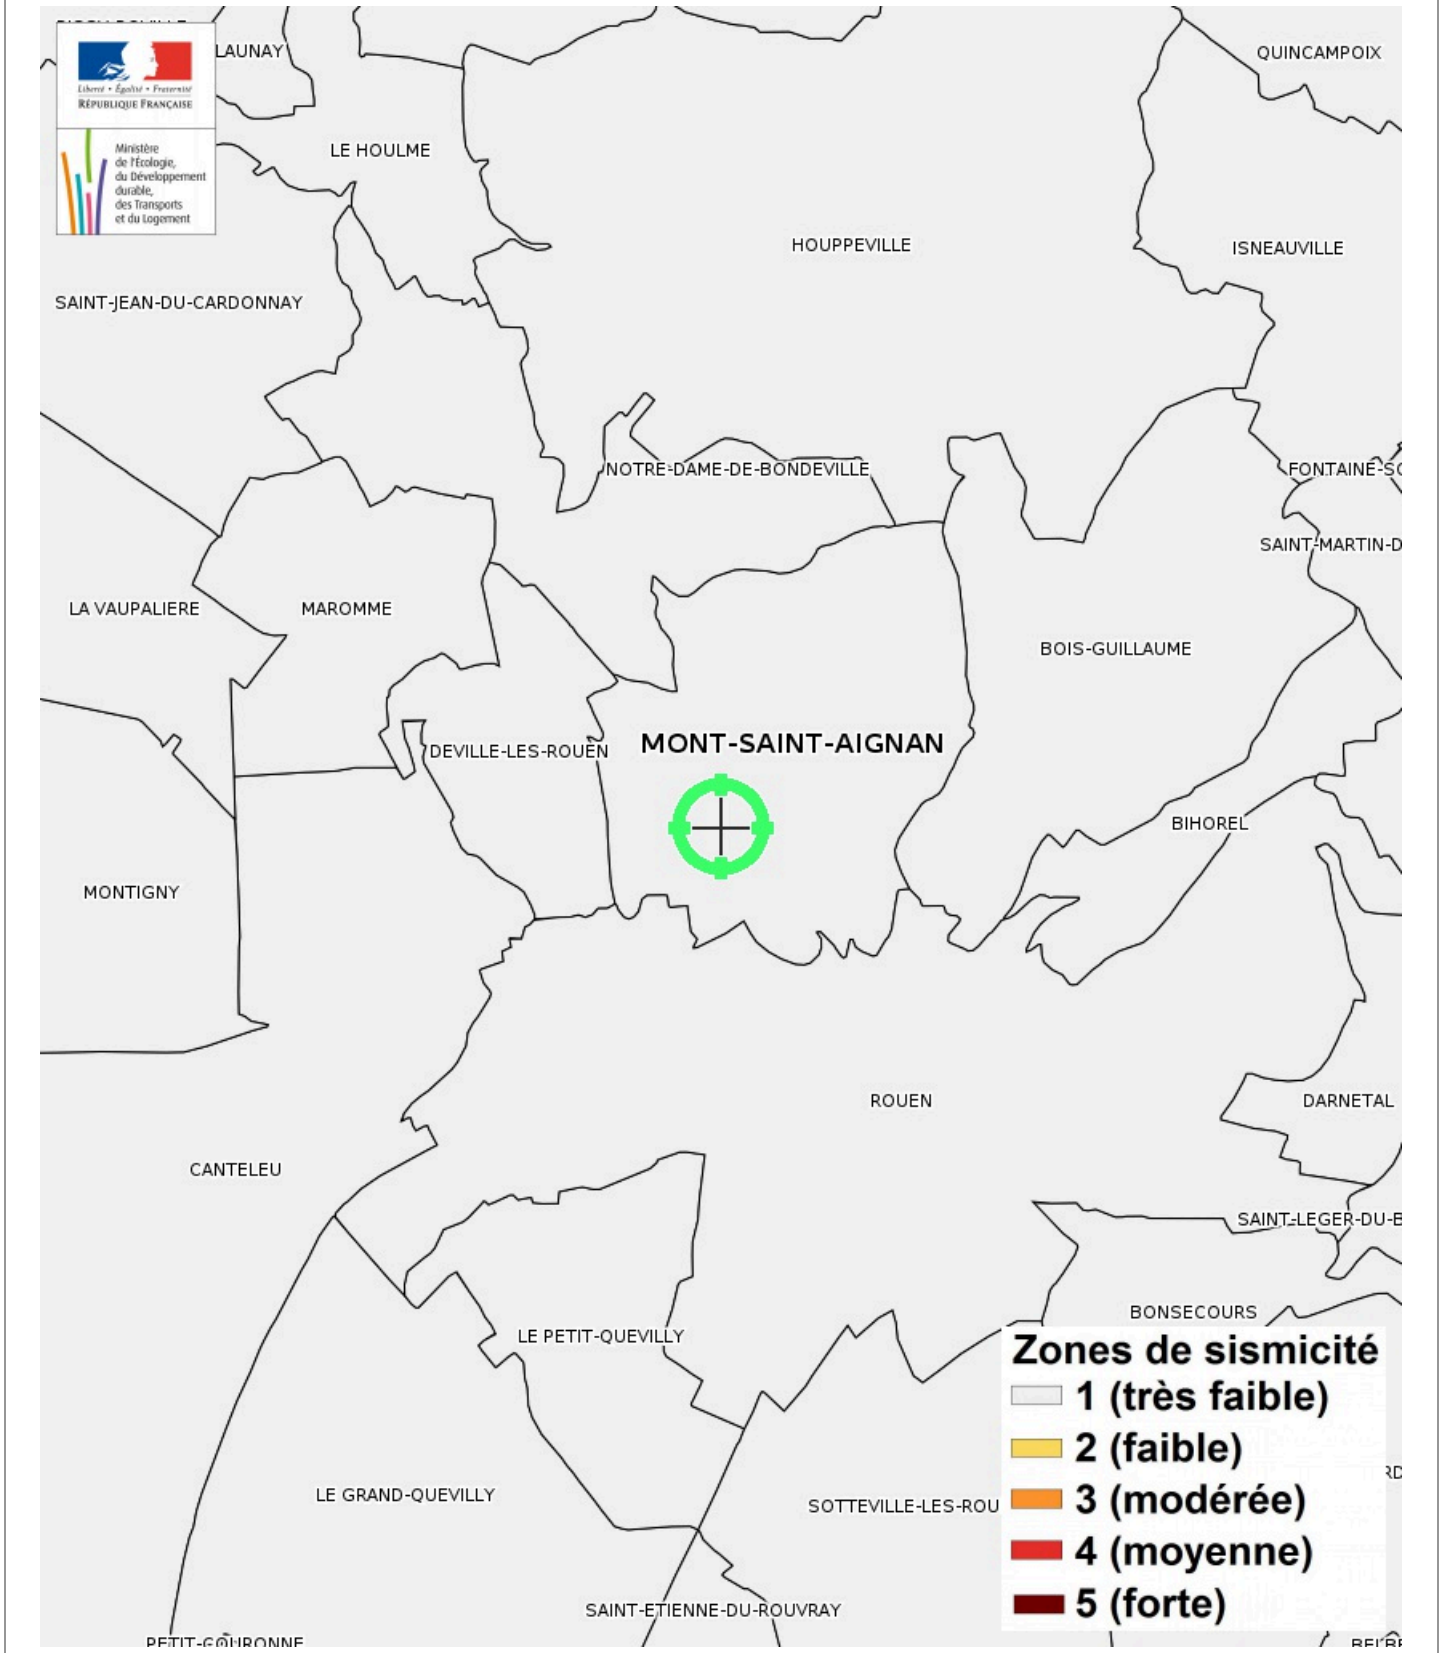 LAUNAY
QUINCAMPOIX
Liberté • Égalité • Fraternité
RÉPUBLIQUE FRANÇAISE
Ministère
de l'Écologie,
du Développement
durable,
des Transports
et du Logement
LE HOULME
HOUPPEVILLE
ISNEAUVILLE
SAINT-JEAN-DU-CARDONNAY
NOTRE-DAME-DE-BONDEVILLE
FONTAINE-SO
SAINT-MARTIN-D
LA VAUPALIERE
MAROMME
BOIS-GUILLAUME
MONT-SAINT-AIGNAN
DEVILLE-LES-ROUEN
BIHOREL
MONTIGNY
ROUEN
DARNETAL
CANTELEU
SAINT-LEGER-DU-B
BONSECOURS
LE PETIT-QUEVILLY
Zones de sismicité
1 (très faible)
2 (faible)
3 (modérée)
4 (moyenne)
5 (forte)
LE GRAND-QUEVILLY
SOTTEVILLE-LES-ROU
RD
SAINT-ETIENNE-DU-ROUVRAY
PETIT-COURONNE
BELBE